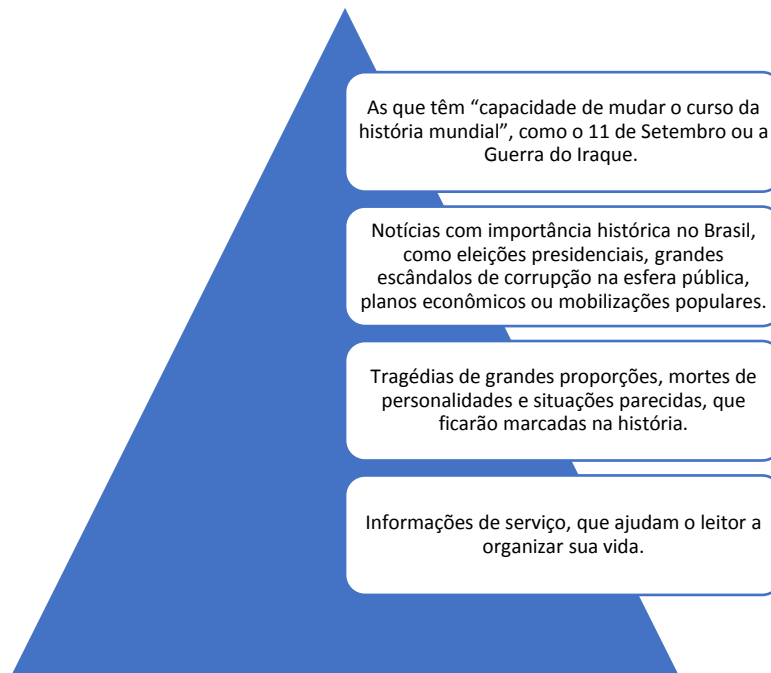 As que têm “capacidade de mudar o curso da
história mundial”, como o 11 de Setembro ou a
Guerra do Iraque.
Notícias com importância histórica no Brasil,
como eleições presidenciais, grandes
escândalos de corrupção na esfera pública,
planos econômicos ou mobilizações populares.
Tragédias de grandes proporções, mortes de
personalidades e situações parecidas, que
ficarão marcadas na história.
Informações de serviço, que ajudam o leitor a
organizar sua vida.